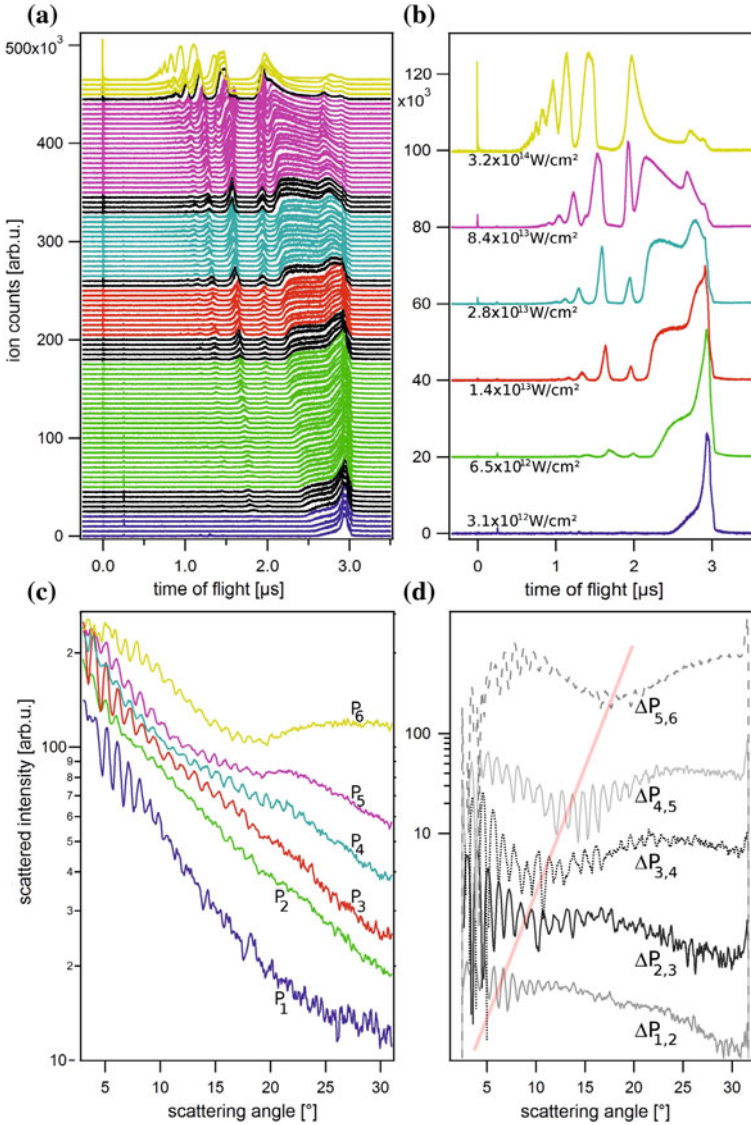 (a)
500x10³
400
300
200
100
0
ion counts [arb.u.]
0.0 1.0 2.0 3.0
time of flight [µs]
(b)
120
x10³
100
80
60
40
20
0
3.2x10¹⁴W/cm²
8.4x10¹³W/cm²
2.8x10¹³W/cm²
1.4x10¹³W/cm²
6.5x10¹²W/cm²
3.1x10¹²W/cm²
0 1 2 3
time of flight [µs]
(c)
2
100
9
8
7
6
5
4
3
2
10
scattered intensity [arb.u.]
P₆
P₅
P₄
P₃
P₂
P₁
5 10 15 20 25 30
scattering angle [°]
(d)
100
10
ΔP₅,₆
ΔP₄,₅
ΔP₃,₄
ΔP₂,₃
ΔP₁,₂
5 10 15 20 25 30
scattering angle [°]